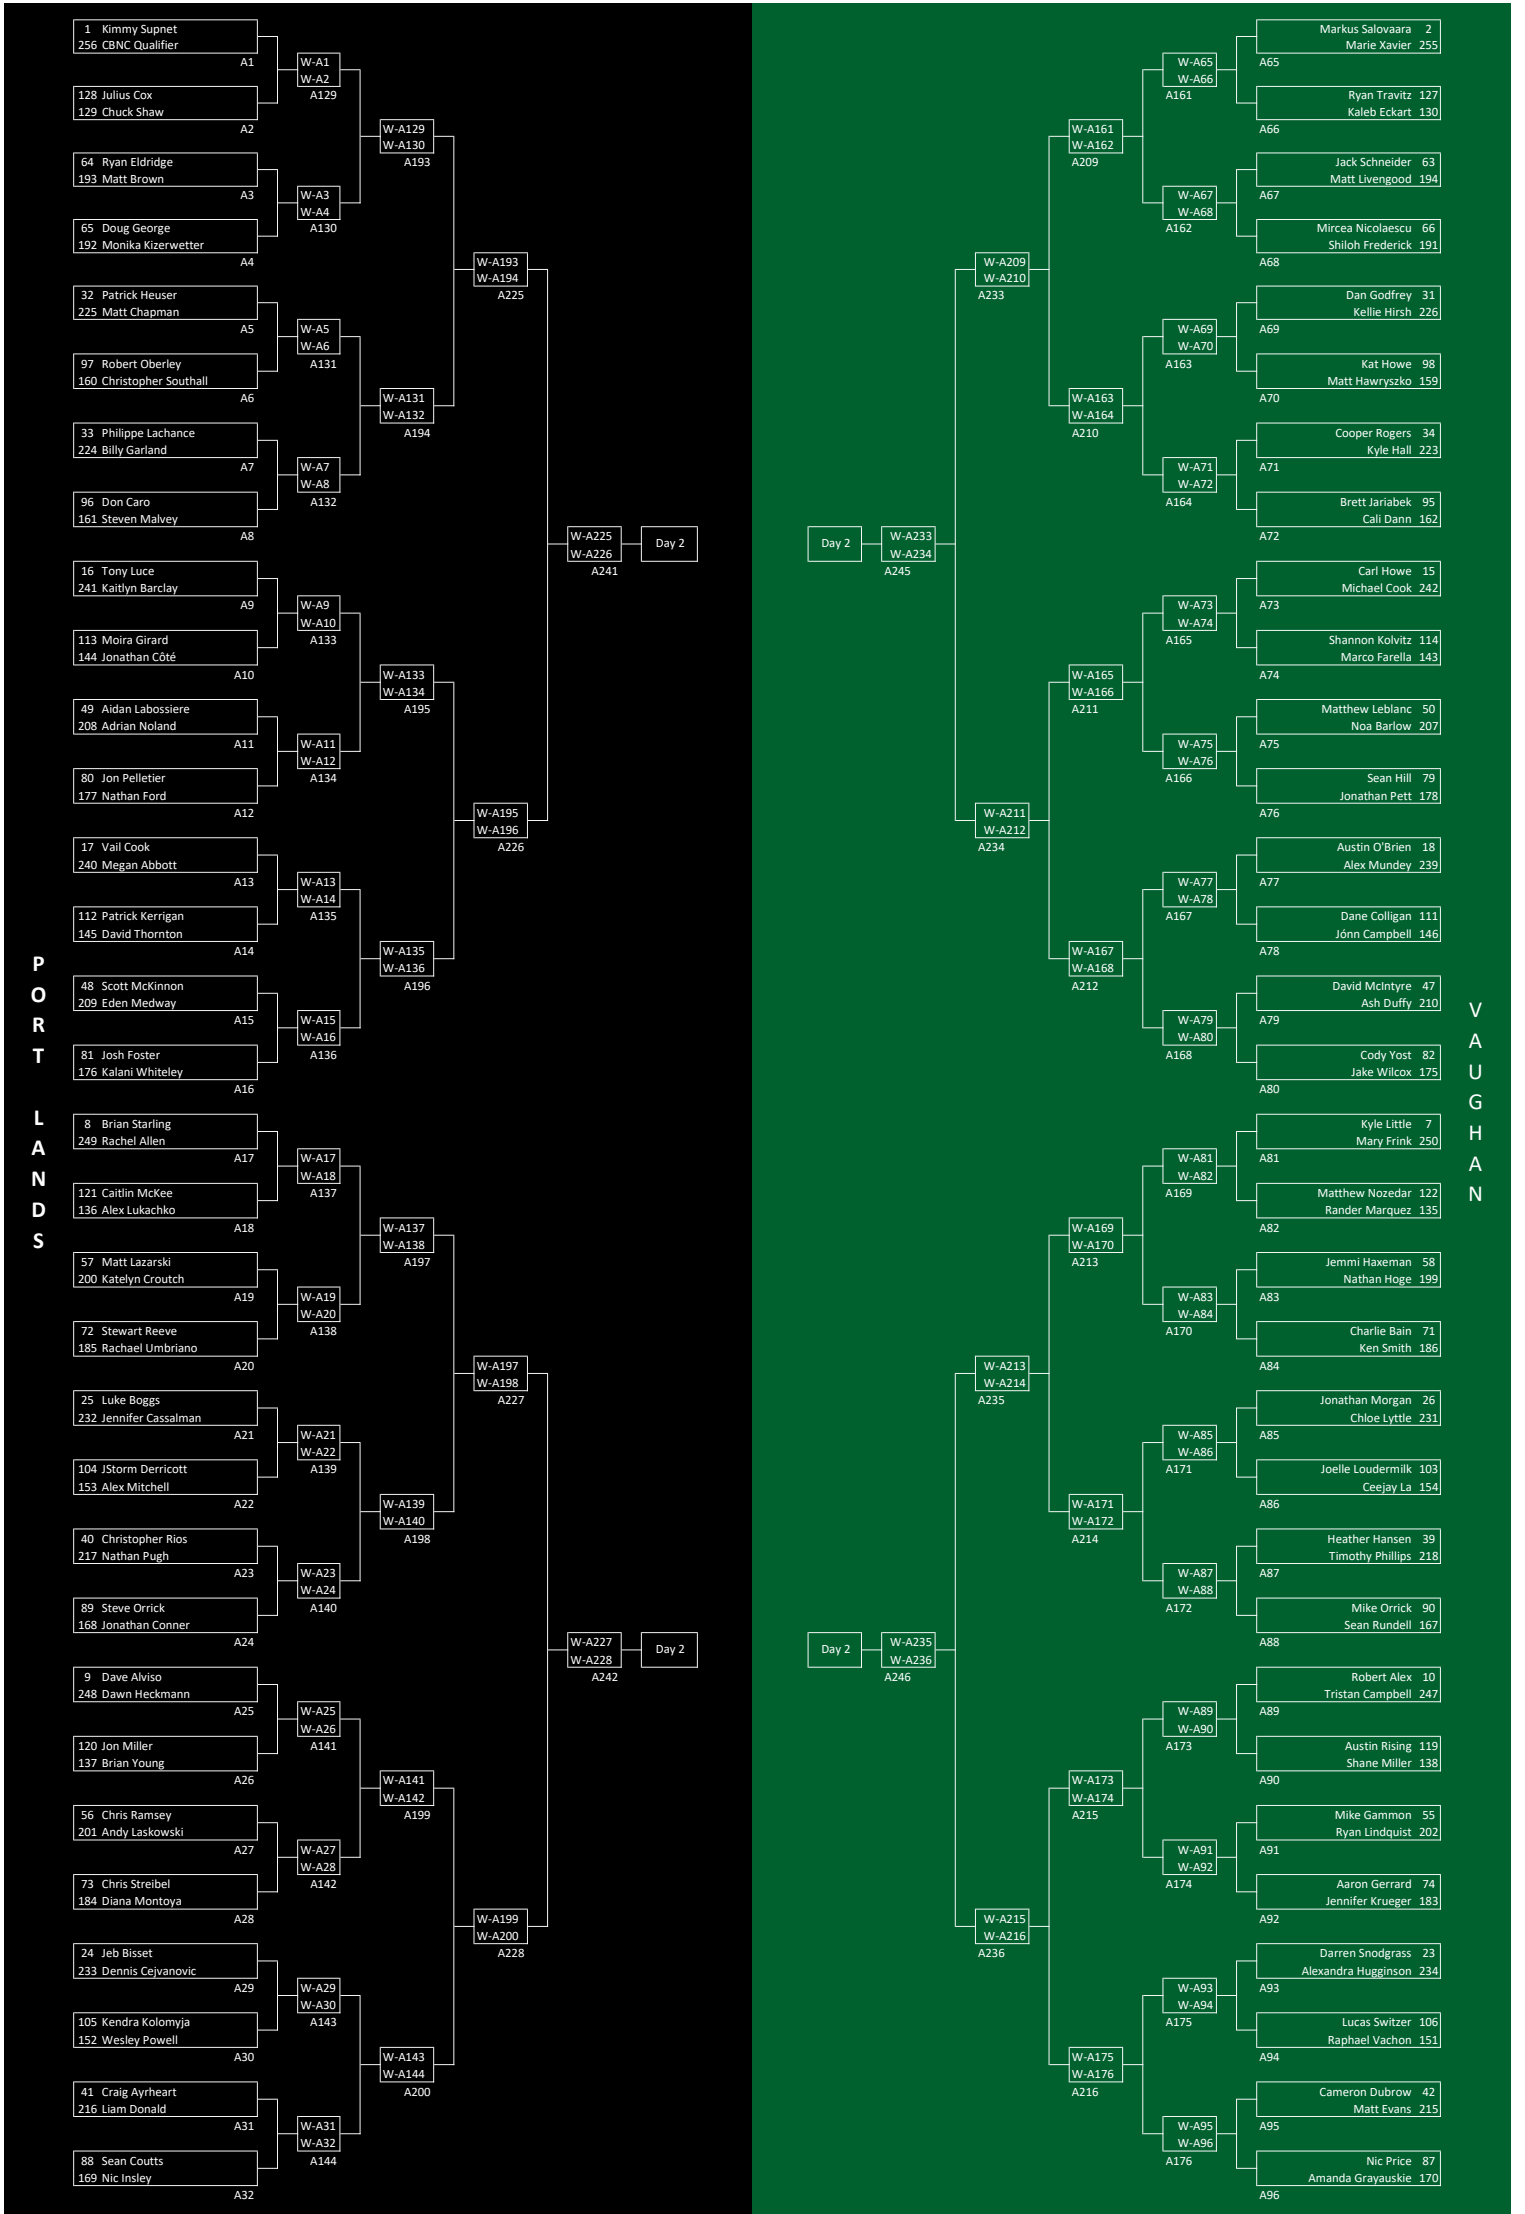 1 Kimmy Supnet
256 CBNC Qualifier
A1
128 Julius Cox
129 Chuck Shaw
A2
64 Ryan Eldridge
193 Matt Brown
A3
65 Doug George
192 Monika Kizerwetter
A4
32 Patrick Heuser
225 Matt Chapman
A5
97 Robert Oberley
160 Christopher Southall
A6
33 Philippe Lachance
224 Billy Garland
A7
96 Don Caro
161 Steven Malvey
A8
16 Tony Luce
241 Kaitlyn Barclay
A9
113 Moira Girard
144 Jonathan Côté
A10
49 Aidan Labossiere
208 Adrian Noland
A11
80 Jon Pelletier
177 Nathan Ford
A12
17 Vail Cook
240 Megan Abbott
A13
112 Patrick Kerrigan
145 David Thornton
A14
48 Scott McKinnon
209 Eden Medway
A15
81 Josh Foster
176 Kalani Whiteley
A16
8 Brian Starling
249 Rachel Allen
A17
121 Caitlin McKee
136 Alex Lukachko
A18
57 Matt Lazarski
200 Katelyn Croutch
A19
72 Stewart Reeve
185 Rachael Umbriano
A20
25 Luke Boggs
232 Jennifer Cassalman
A21
104 JStorm Derricott
153 Alex Mitchell
A22
40 Christopher Rios
217 Nathan Pugh
A23
89 Steve Orrick
168 Jonathan Conner
A24
9 Dave Alviso
248 Dawn Heckmann
A25
120 Jon Miller
137 Brian Young
A26
56 Chris Ramsey
201 Andy Laskowski
A27
73 Chris Streibel
184 Diana Montoya
A28
24 Jeb Bisset
233 Dennis Cejvanovic
A29
105 Kendra Kolomyja
152 Wesley Powell
A30
41 Craig Ayrheart
216 Liam Donald
A31
88 Sean Coutts
169 Nic Insley
A32
PORT LANDS
W-A1
W-A2
A129
W-A3
W-A4
A130
W-A5
W-A6
A131
W-A7
W-A8
A132
W-A9
W-A10
A133
W-A11
W-A12
A134
W-A13
W-A14
A135
W-A15
W-A16
A136
W-A17
W-A18
A137
W-A19
W-A20
A138
W-A21
W-A22
A139
W-A23
W-A24
A140
W-A25
W-A26
A141
W-A27
W-A28
A142
W-A29
W-A30
A143
W-A31
W-A32
A144
W-A129
W-A130
A193
W-A131
W-A132
A194
W-A133
W-A134
A195
W-A135
W-A136
A196
W-A137
W-A138
A197
W-A139
W-A140
A198
W-A141
W-A142
A199
W-A143
W-A144
A200
W-A193
W-A194
A225
W-A195
W-A196
A226
W-A197
W-A198
A227
W-A199
W-A200
A228
W-A225
W-A226
A241
Day 2
W-A227
W-A228
A242
Day 2
Day 2
W-A233
W-A234
A245
Day 2
W-A235
W-A236
A246
W-A209
W-A210
A233
W-A211
W-A212
A234
W-A213
W-A214
A235
W-A215
W-A216
A236
W-A161
W-A162
A209
W-A163
W-A164
A210
W-A165
W-A166
A211
W-A167
W-A168
A212
W-A169
W-A170
A213
W-A171
W-A172
A214
W-A173
W-A174
A215
W-A175
W-A176
A216
W-A65
W-A66
A161
W-A67
W-A68
A162
W-A69
W-A70
A163
W-A71
W-A72
A164
W-A73
W-A74
A165
W-A75
W-A76
A166
W-A77
W-A78
A167
W-A79
W-A80
A168
W-A81
W-A82
A169
W-A83
W-A84
A170
W-A85
W-A86
A171
W-A87
W-A88
A172
W-A89
W-A90
A173
W-A91
W-A92
A174
W-A93
W-A94
A175
W-A95
W-A96
A176
Markus Salovaara 2
Marie Xavier 255
A65
Ryan Travitz 127
Kaleb Eckart 130
A66
Jack Schneider 63
Matt Livengood 194
A67
Mircea Nicolaescu 66
Shiloh Frederick 191
A68
Dan Godfrey 31
Kellie Hirsh 226
A69
Kat Howe 98
Matt Hawryszko 159
A70
Cooper Rogers 34
Kyle Hall 223
A71
Brett Jariabek 95
Cali Dann 162
A72
Carl Howe 15
Michael Cook 242
A73
Shannon Kolvitz 114
Marco Farella 143
A74
Matthew Leblanc 50
Noa Barlow 207
A75
Sean Hill 79
Jonathan Pett 178
A76
Austin O'Brien 18
Alex Mundey 239
A77
Dane Colligan 111
Jónn Campbell 146
A78
David McIntyre 47
Ash Duffy 210
A79
Cody Yost 82
Jake Wilcox 175
A80
Kyle Little 7
Mary Frink 250
A81
Matthew Nozedar 122
Rander Marquez 135
A82
Jemmi Haxeman 58
Nathan Hoge 199
A83
Charlie Bain 71
Ken Smith 186
A84
Jonathan Morgan 26
Chloe Lyttle 231
A85
Joelle Loudermilk 103
Ceejay La 154
A86
Heather Hansen 39
Timothy Phillips 218
A87
Mike Orrick 90
Sean Rundell 167
A88
Robert Alex 10
Tristan Campbell 247
A89
Austin Rising 119
Shane Miller 138
A90
Mike Gammon 55
Ryan Lindquist 202
A91
Aaron Gerrard 74
Jennifer Krueger 183
A92
Darren Snodgrass 23
Alexandra Hugginson 234
A93
Lucas Switzer 106
Raphael Vachon 151
A94
Cameron Dubrow 42
Matt Evans 215
A95
Nic Price 87
Amanda Grayauskie 170
A96
VAUGHAN